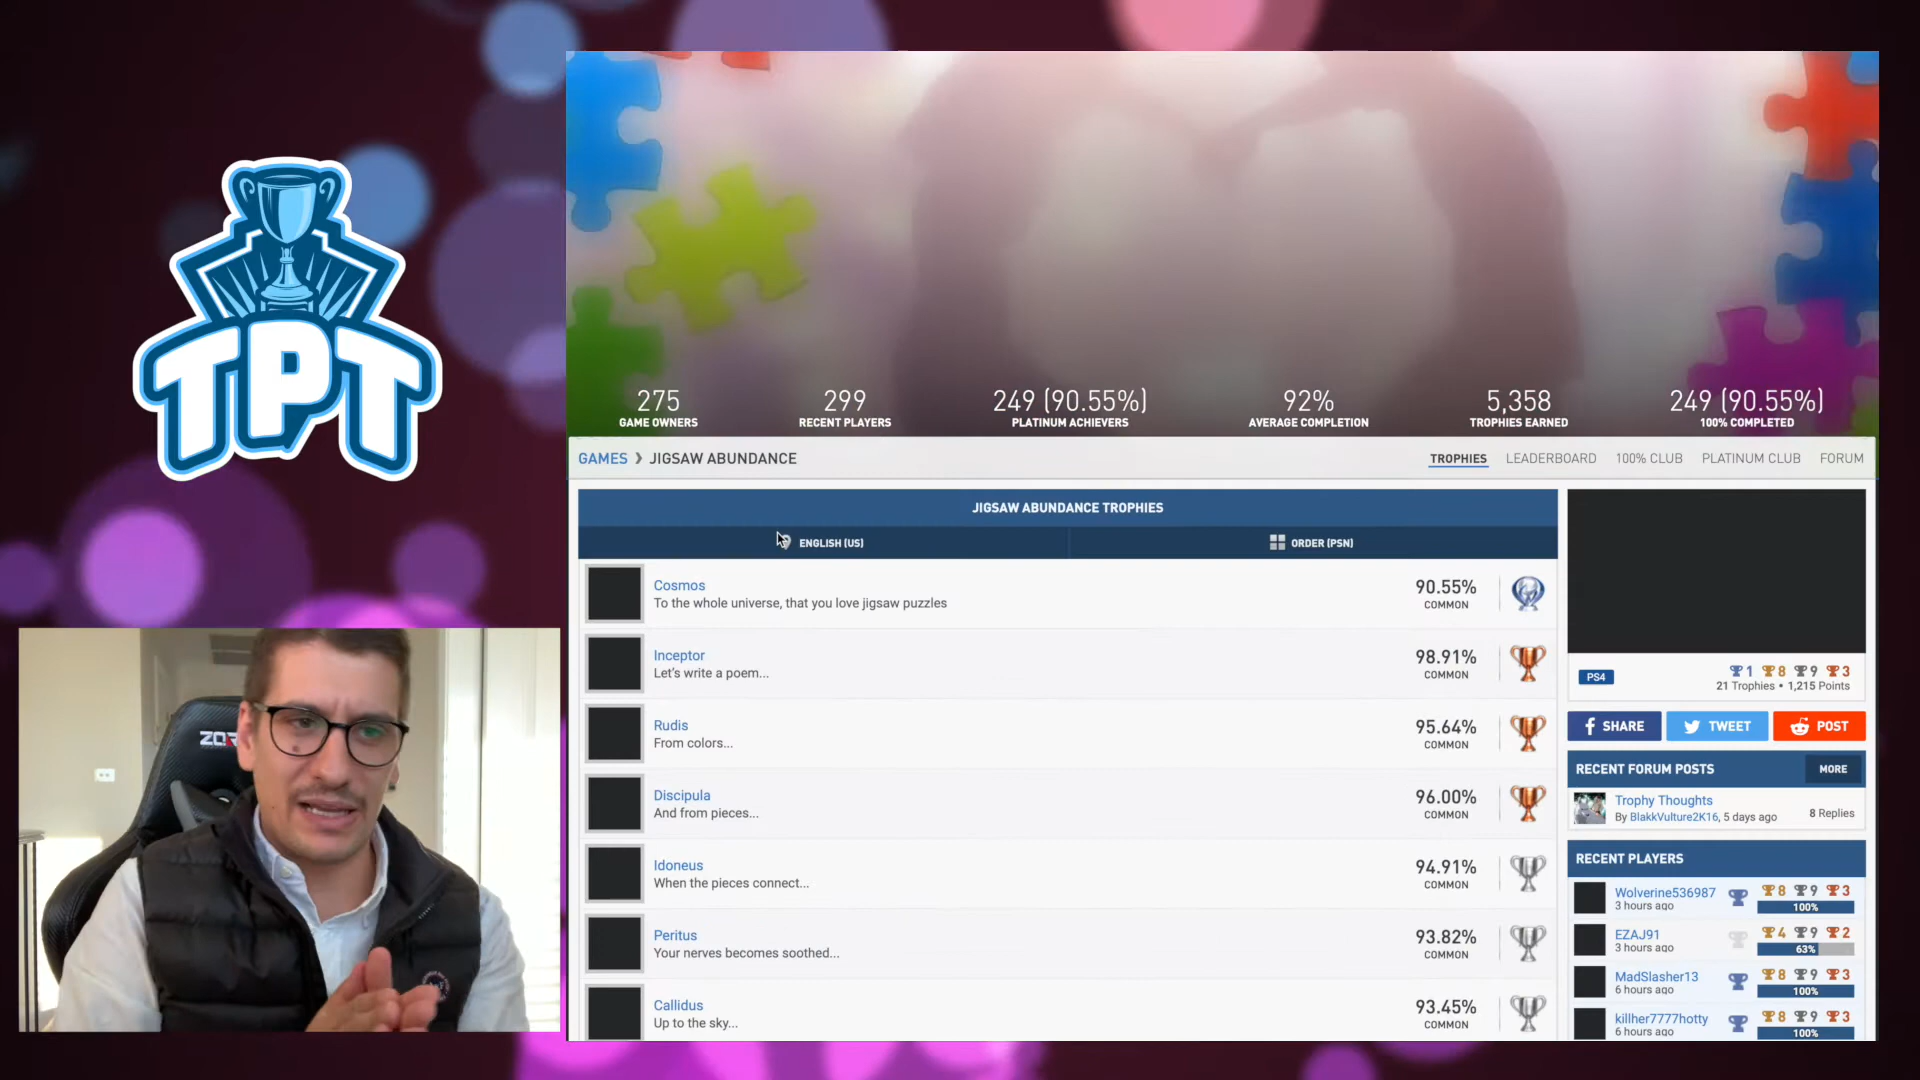 TPT
ZOR
275
GAME OWNERS
299
RECENT PLAYERS
249 (90.55%)
PLATINUM ACHIEVERS
92%
AVERAGE COMPLETION
5,358
TROPHIES EARNED
249 (90.55%)
100% COMPLETED
GAMES > JIGSAW ABUNDANCE
TROPHIES LEADERBOARD 100% CLUB PLATINUM CLUB FORUM
JIGSAW ABUNDANCE TROPHIES
ENGLISH (US)
ORDER (PSN)
Cosmos
To the whole universe, that you love jigsaw puzzles
90.55%
COMMON
Inceptor
Let's write a poem...
98.91%
COMMON
Rudis
From colors...
95.64%
COMMON
Discipula
And from pieces...
96.00%
COMMON
Idoneus
When the pieces connect...
94.91%
COMMON
Peritus
Your nerves becomes soothed...
93.82%
COMMON
Callidus
Up to the sky...
93.45%
COMMON
PS4
1 8 9 3
21 Trophies • 1,215 Points
SHARE TWEET POST
RECENT FORUM POSTS MORE
Trophy Thoughts
By BlakkVulture2K16, 5 days ago
8 Replies
RECENT PLAYERS
Wolverine536987
3 hours ago
8 9 3
100%
EZAJ91
3 hours ago
4 9 2
63%
MadSlasher13
6 hours ago
8 9 3
100%
killher7777hotty
6 hours ago
8 9 3
100%